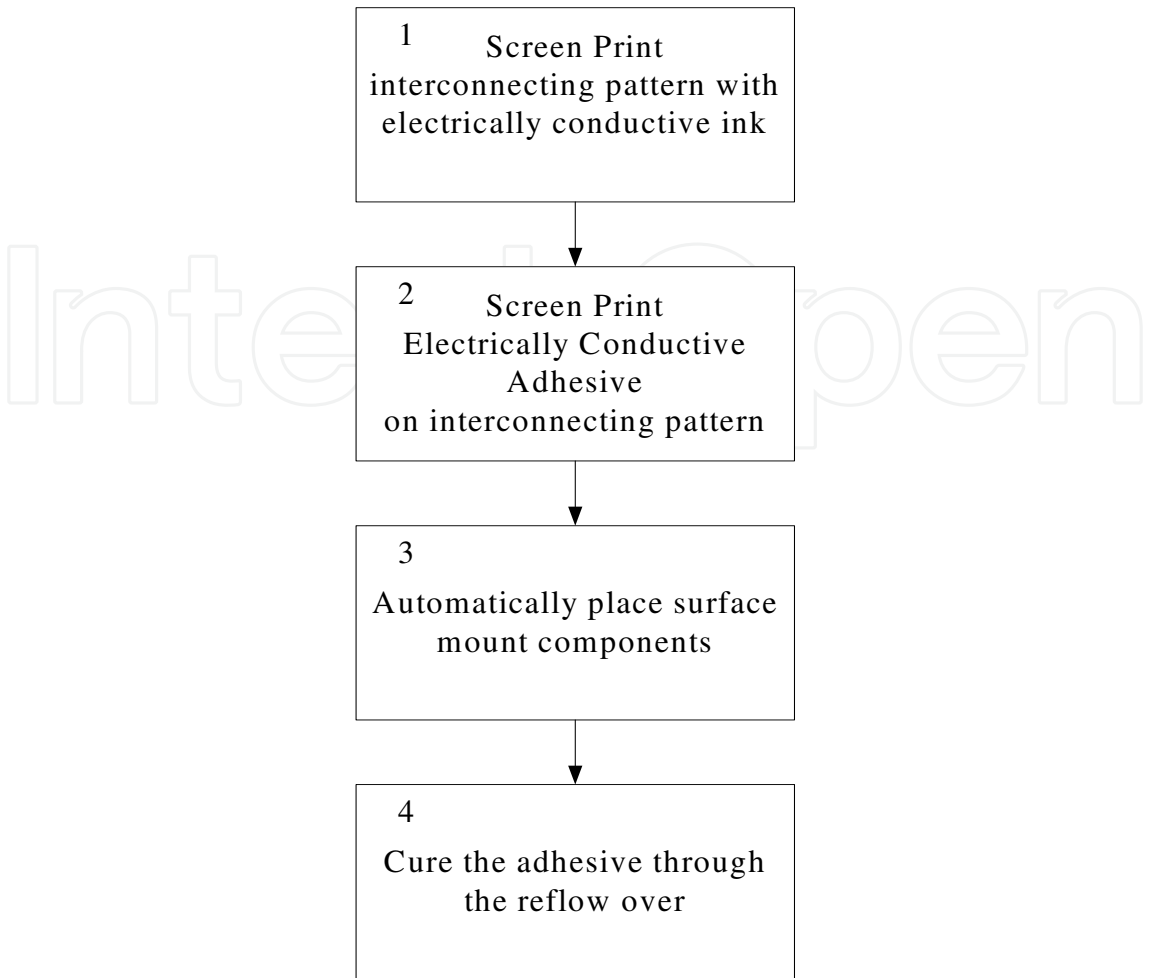 1
Screen Print
interconnecting pattern with
electrically conductive ink
2
Screen Print
Electrically Conductive
Adhesive
on interconnecting pattern
3
Automatically place surface
mount components
4
Cure the adhesive through
the reflow over